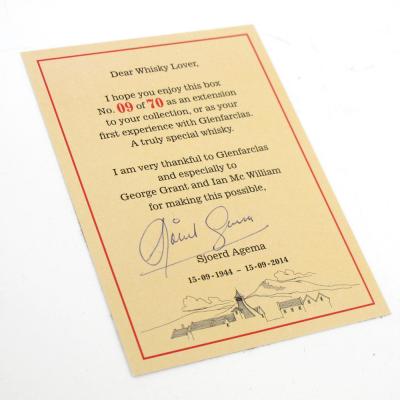 Dear Whisky Lover,
I hope you enjoy this box
No. 09 of 70 as an extension
to your collection, or as your
first experience with Glenfarclas.
A truly special whisky.
I am very thankful to Glenfarclas
and especially to
George Grant and Ian Mc William
for making this possible,
Sjoerd Agema
Sjoerd Agema
15-09-1944 – 15-09-2014